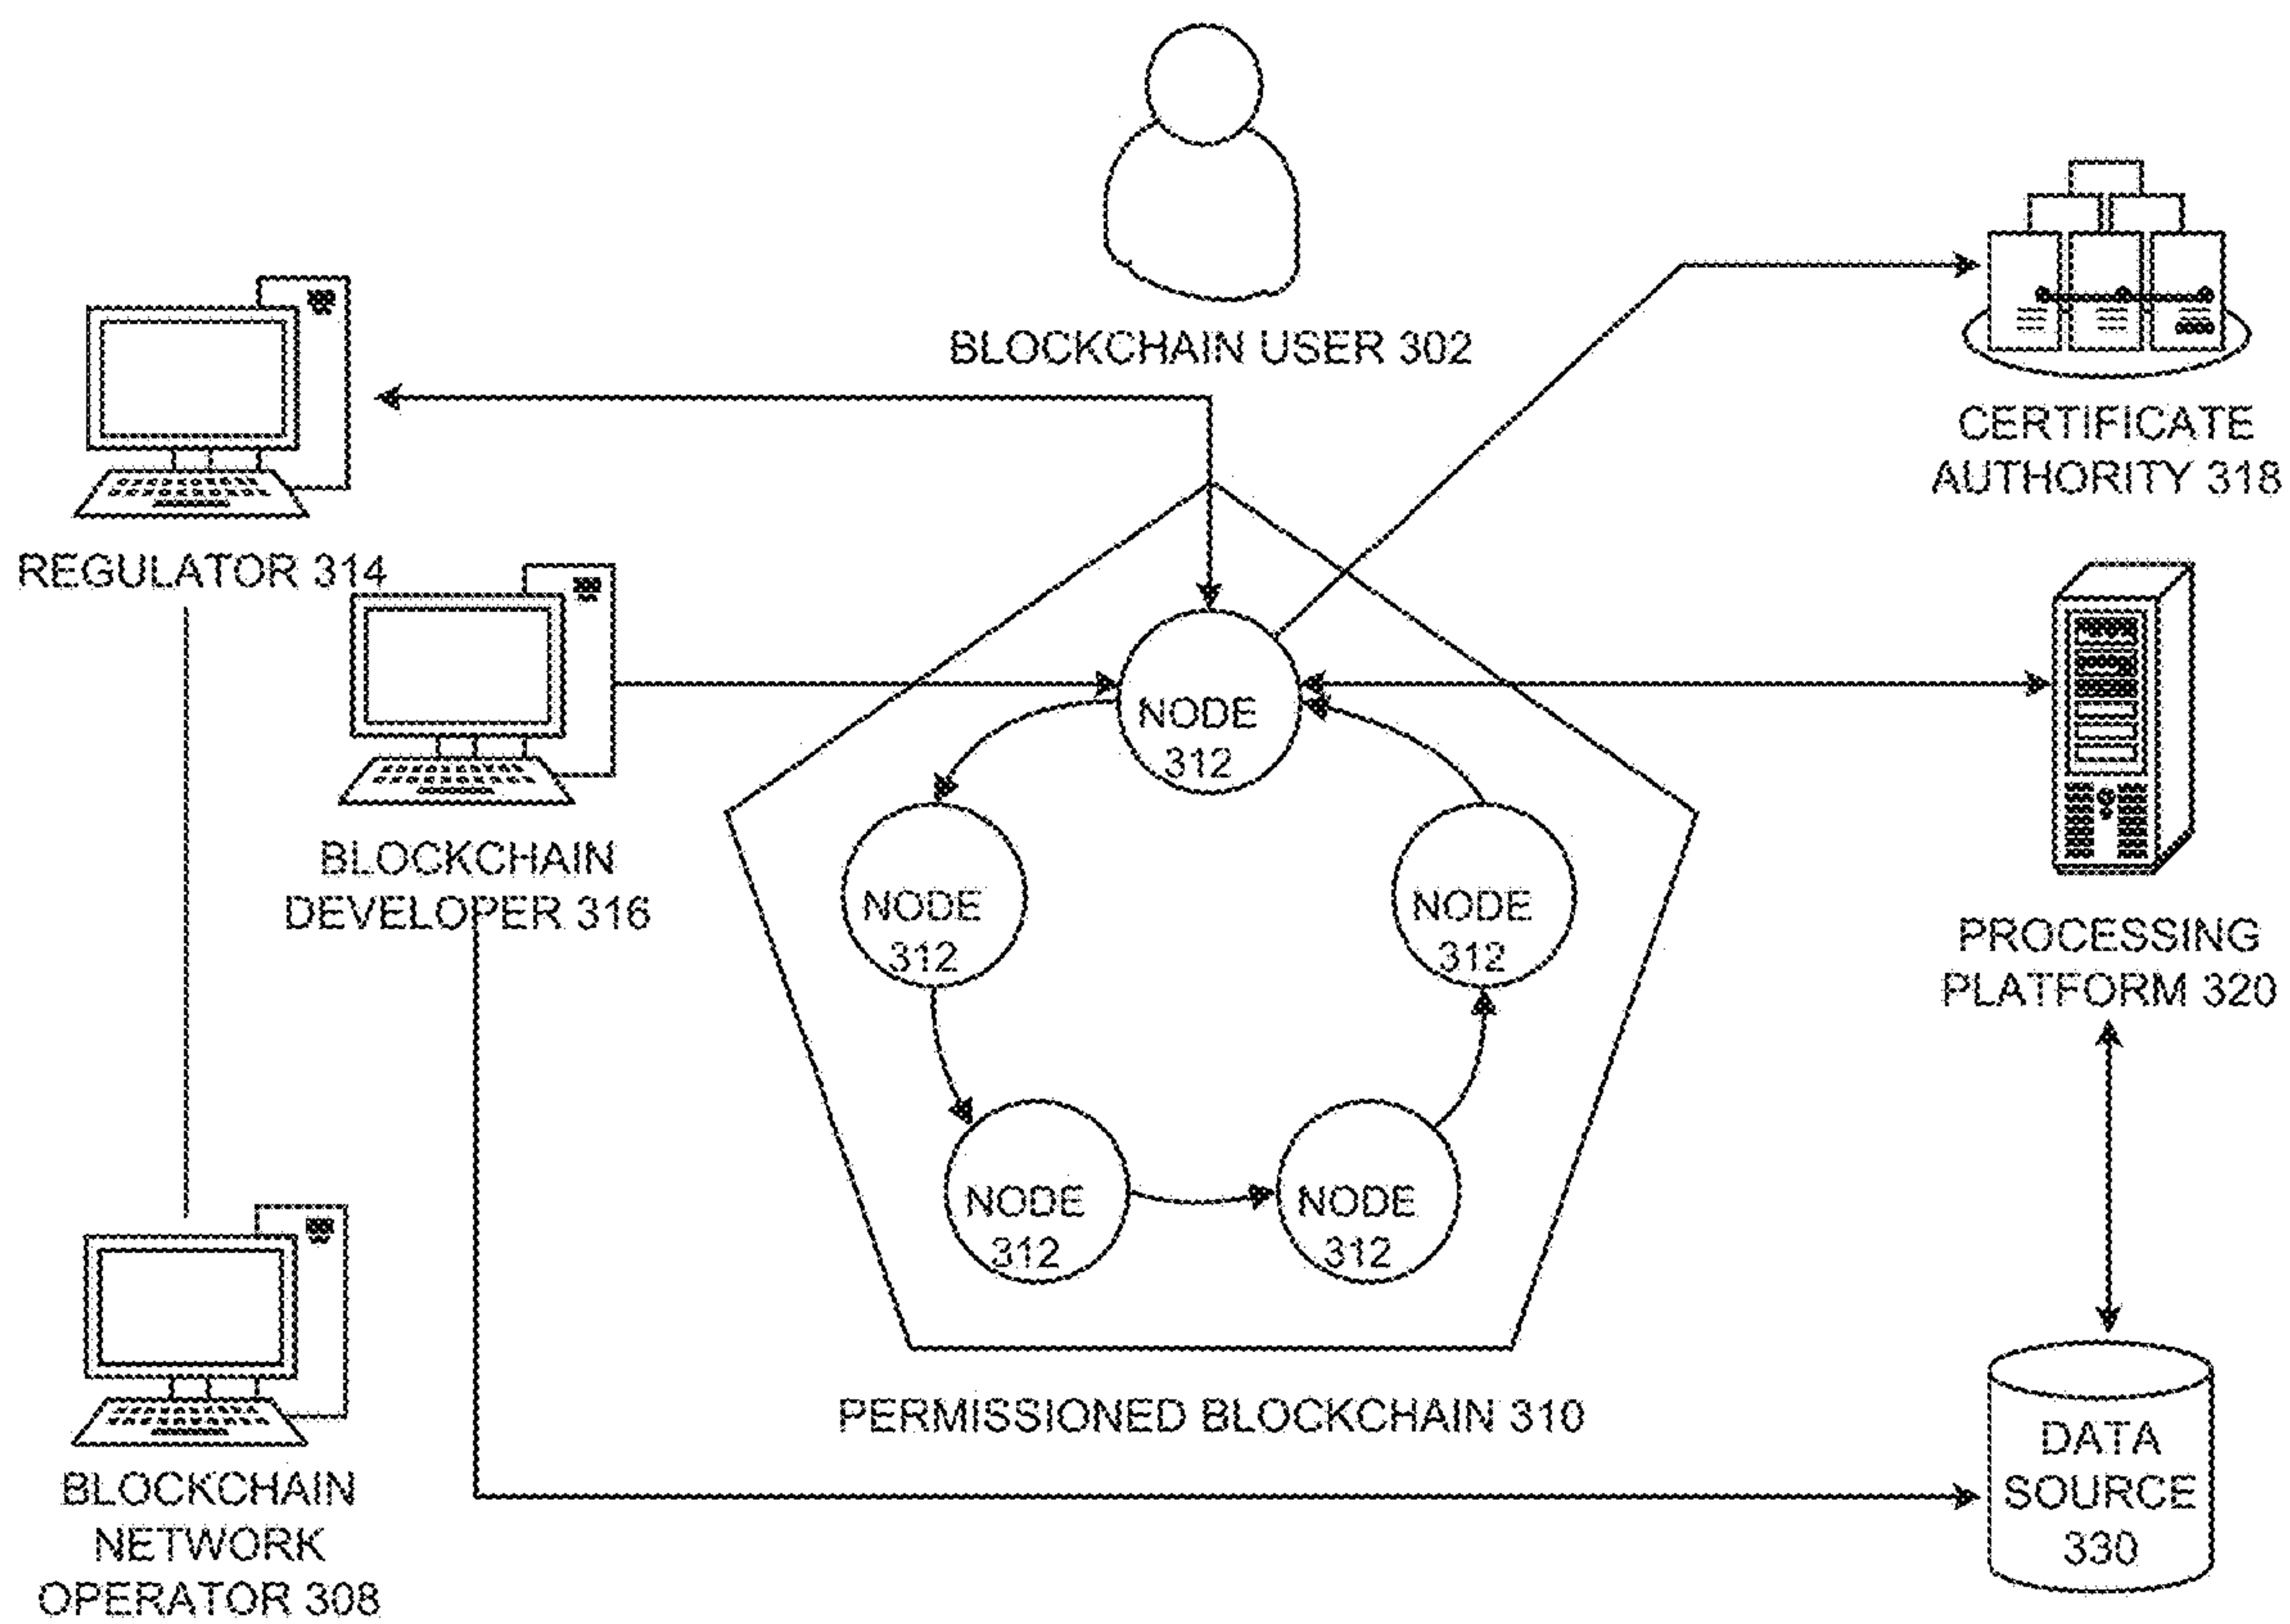 BLOCKCHAIN USER 302
CERTIFICATE
AUTHORITY 318
REGULATOR 314
NODE
312
BLOCKCHAIN
DEVELOPER 316
NODE
312
NODE
312
PROCESSING
PLATFORM 320
NODE
312
NODE
312
PERMISSIONED BLOCKCHAIN 310
DATA
SOURCE
330
BLOCKCHAIN
NETWORK
OPERATOR 308